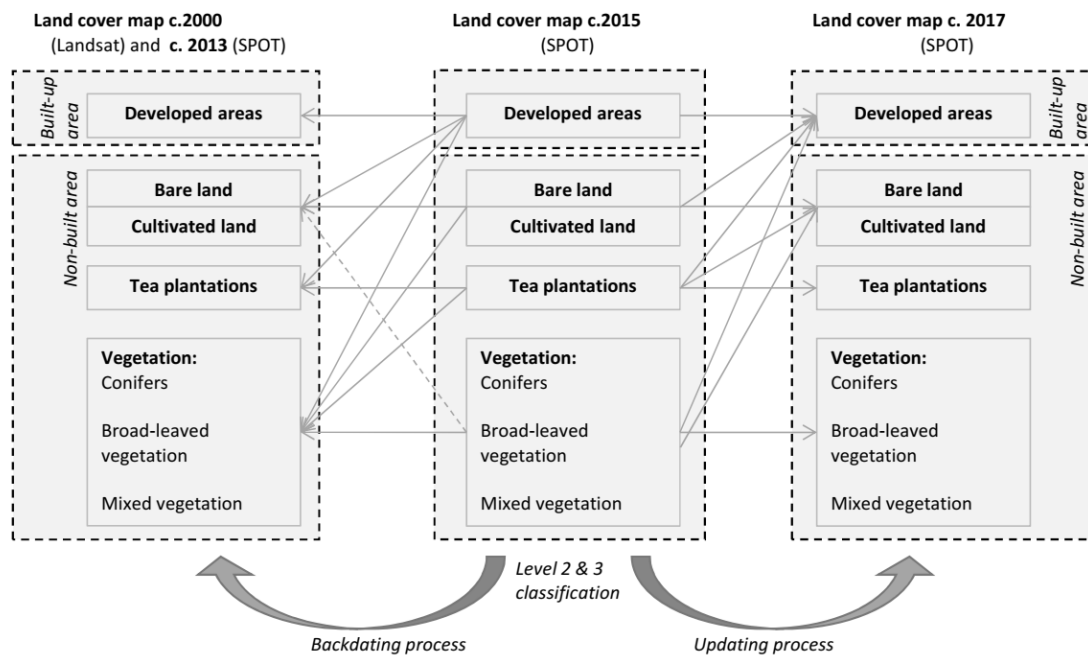 Land cover map c.2000
(Landsat) and c. 2013 (SPOT)
Built-up
area
Developed areas
Non-built area
Bare land
Cultivated land
Tea plantations
Vegetation:
Conifers
Broad-leaved
vegetation
Mixed vegetation
Land cover map c.2015
(SPOT)
Developed areas
Bare land
Cultivated land
Tea plantations
Vegetation:
Conifers
Broad-leaved
vegetation
Mixed vegetation
Land cover map c. 2017
(SPOT)
Developed areas
Built-up
area
Bare land
Cultivated land
Non-built area
Tea plantations
Vegetation:
Conifers
Broad-leaved
vegetation
Mixed vegetation
Level 2 & 3
classification
Backdating process
Updating process